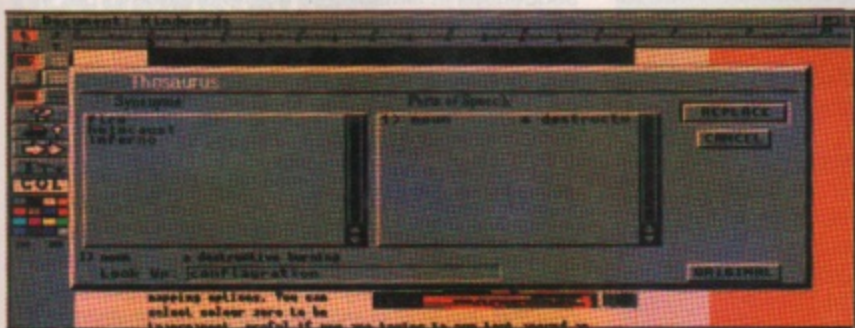 Document: Kindwords
Thesaurus
Synonyms
Parts of Speech
fire
holocaust
inferno
1> noun a destructo
REPLACE
CANCEL
1> noun a destructive burning
Look Up: conflagration
ORIGINAL
COL
mapping options. You can
select colour zero to be
transparent, useful if you are trying to